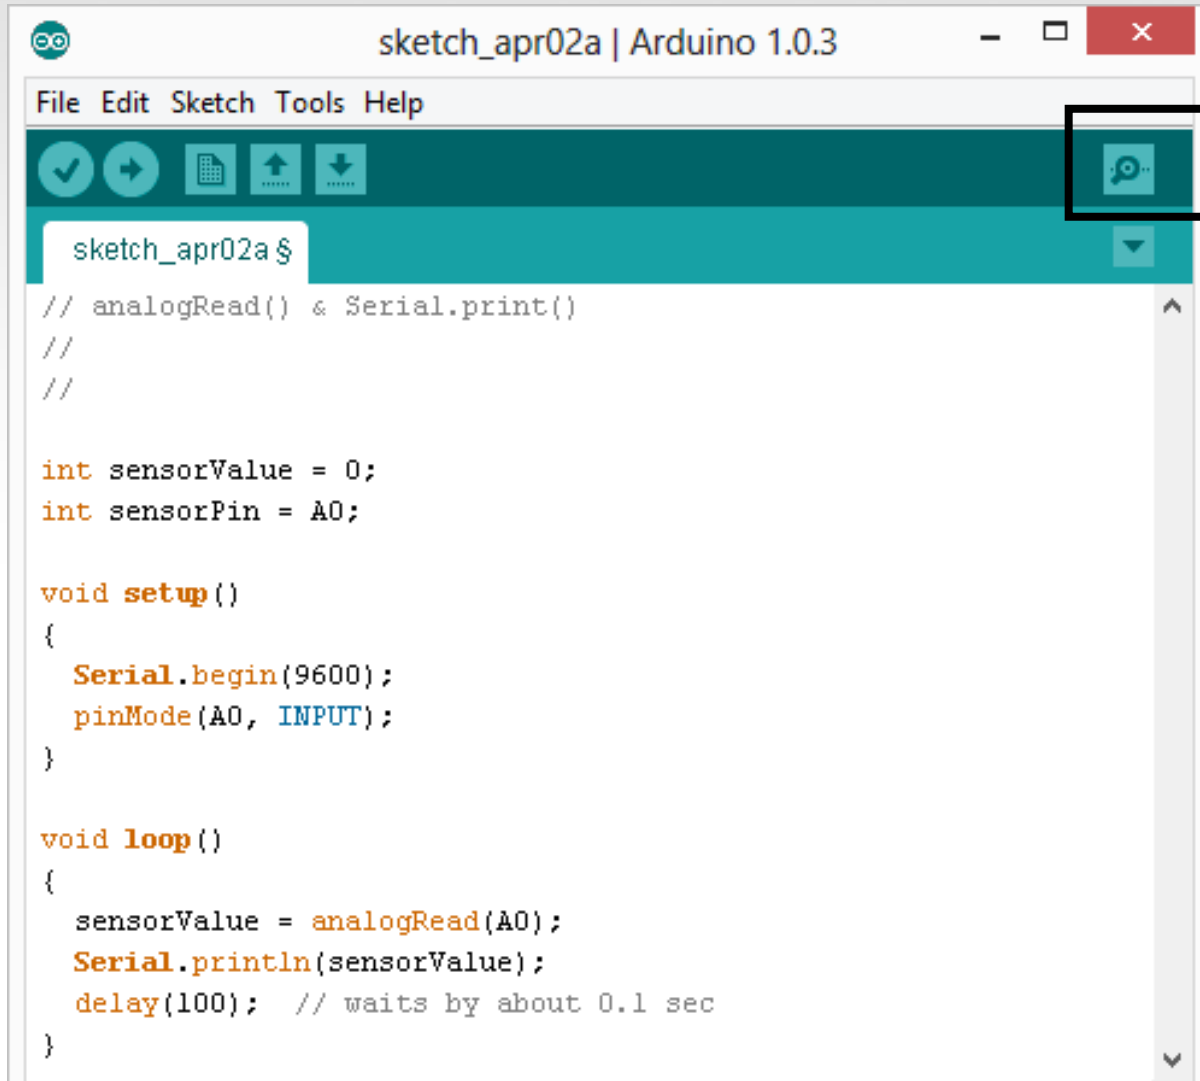 sketch_apr02a | Arduino 1.0.3
File Edit Sketch Tools Help
sketch_apr02a §
// analogRead() & Serial.print()
//
//
int sensorValue = 0;
int sensorPin = A0;
void setup()
{
Serial.begin(9600);
pinMode(A0, INPUT);
}
void loop()
{
sensorValue = analogRead(A0);
Serial.println(sensorValue);
delay(100); // waits by about 0.1 sec
}